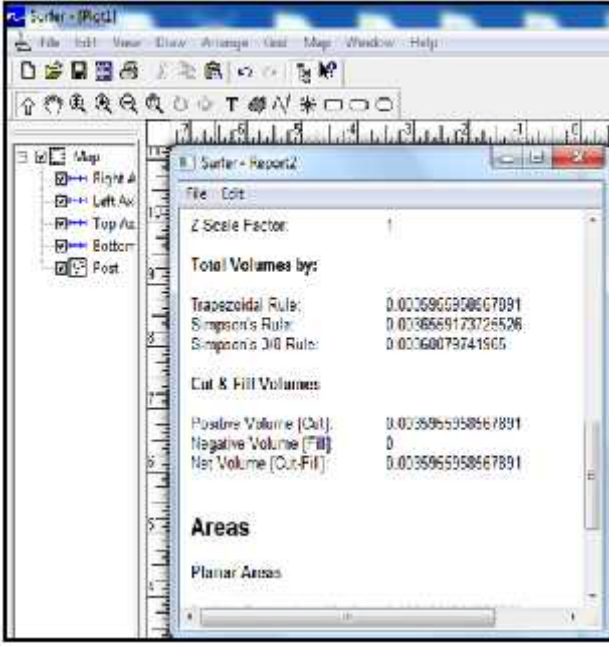 Surfer - [Plot1]
File Edit View Draw Arrange Grid Map Window Help
Map
Right A
Left Ax
Top Ax
Bottom
Post
Surfer - Report2
File Edit
Z Scale Factor: 1
Total Volumes by:
Trapezoidal Rule:
Simpson's Rule:
Simpson's 3/8 Rule: 0.00360079741965
Cut & Fill Volumes
Positive Volume [Cut]:
Negative Volume [Fill]: 0
Net Volume [Cut-Fill]:
Areas
Planar Areas